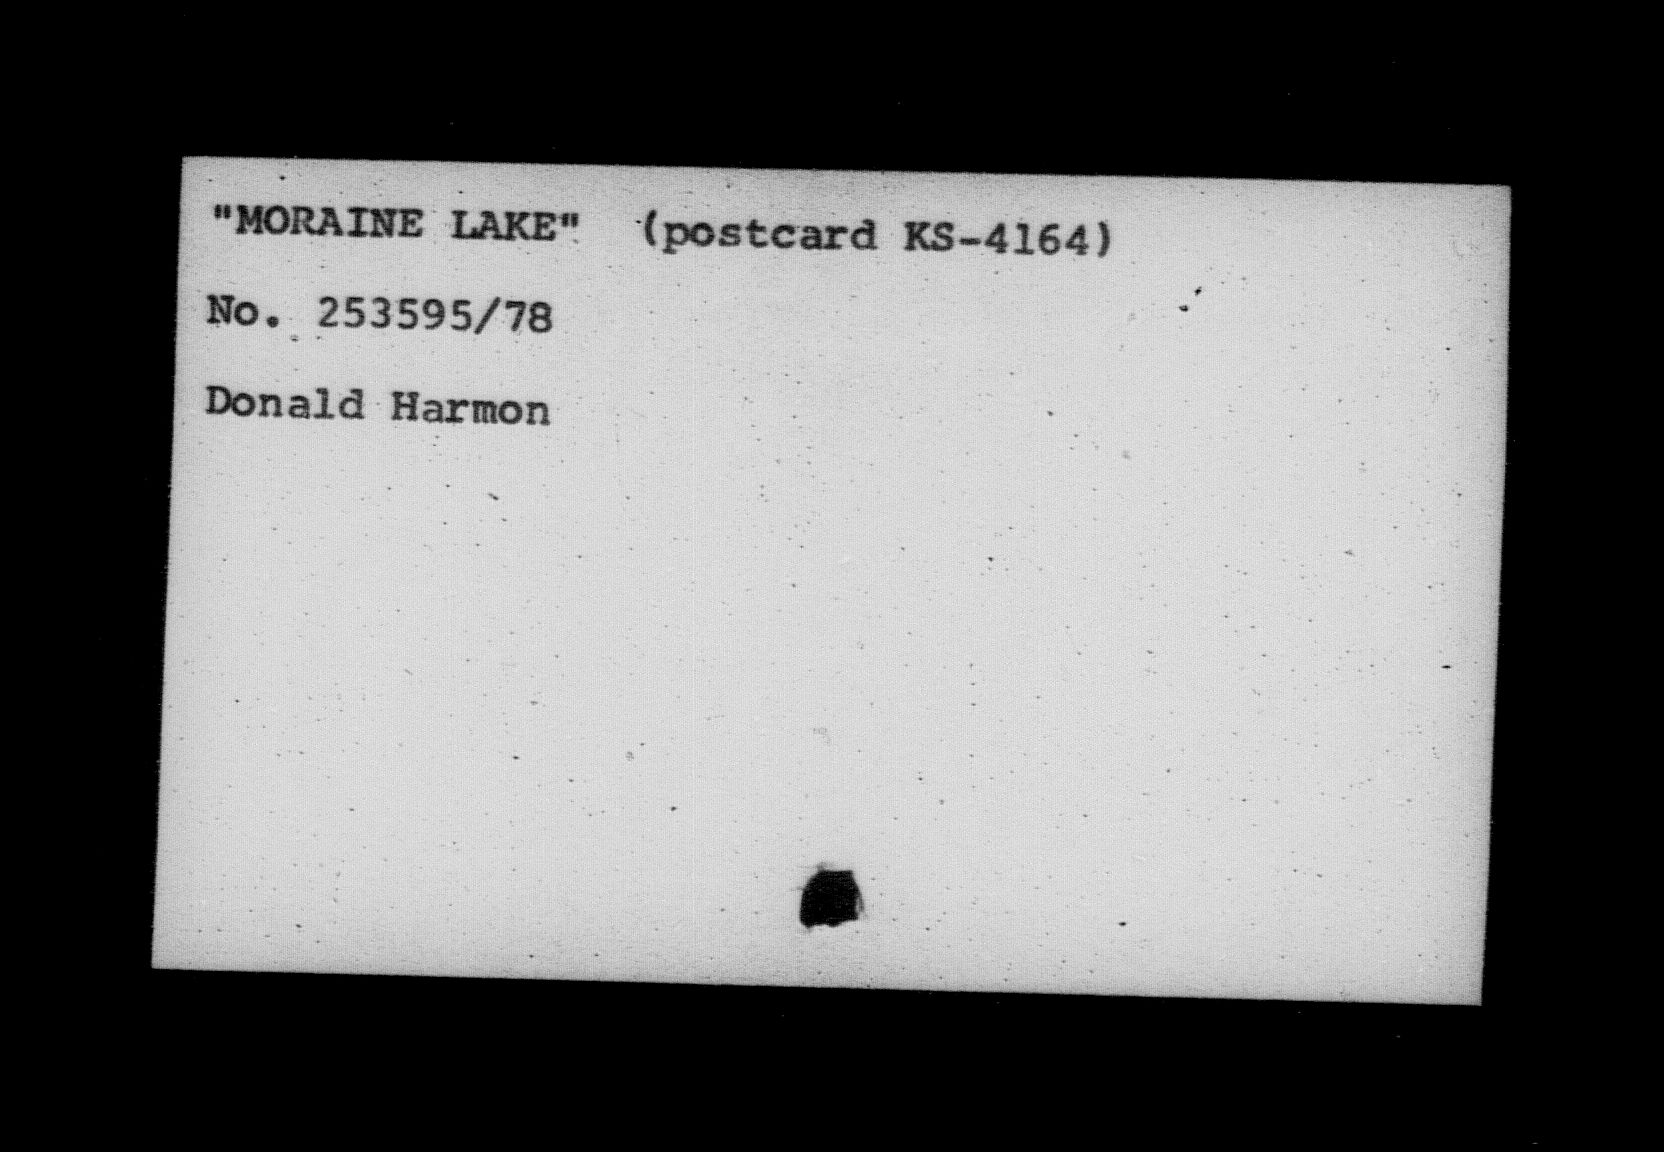 "MORAINE LAKE" (postcard KS-4164)
No. 253595/78
Donald Harmon